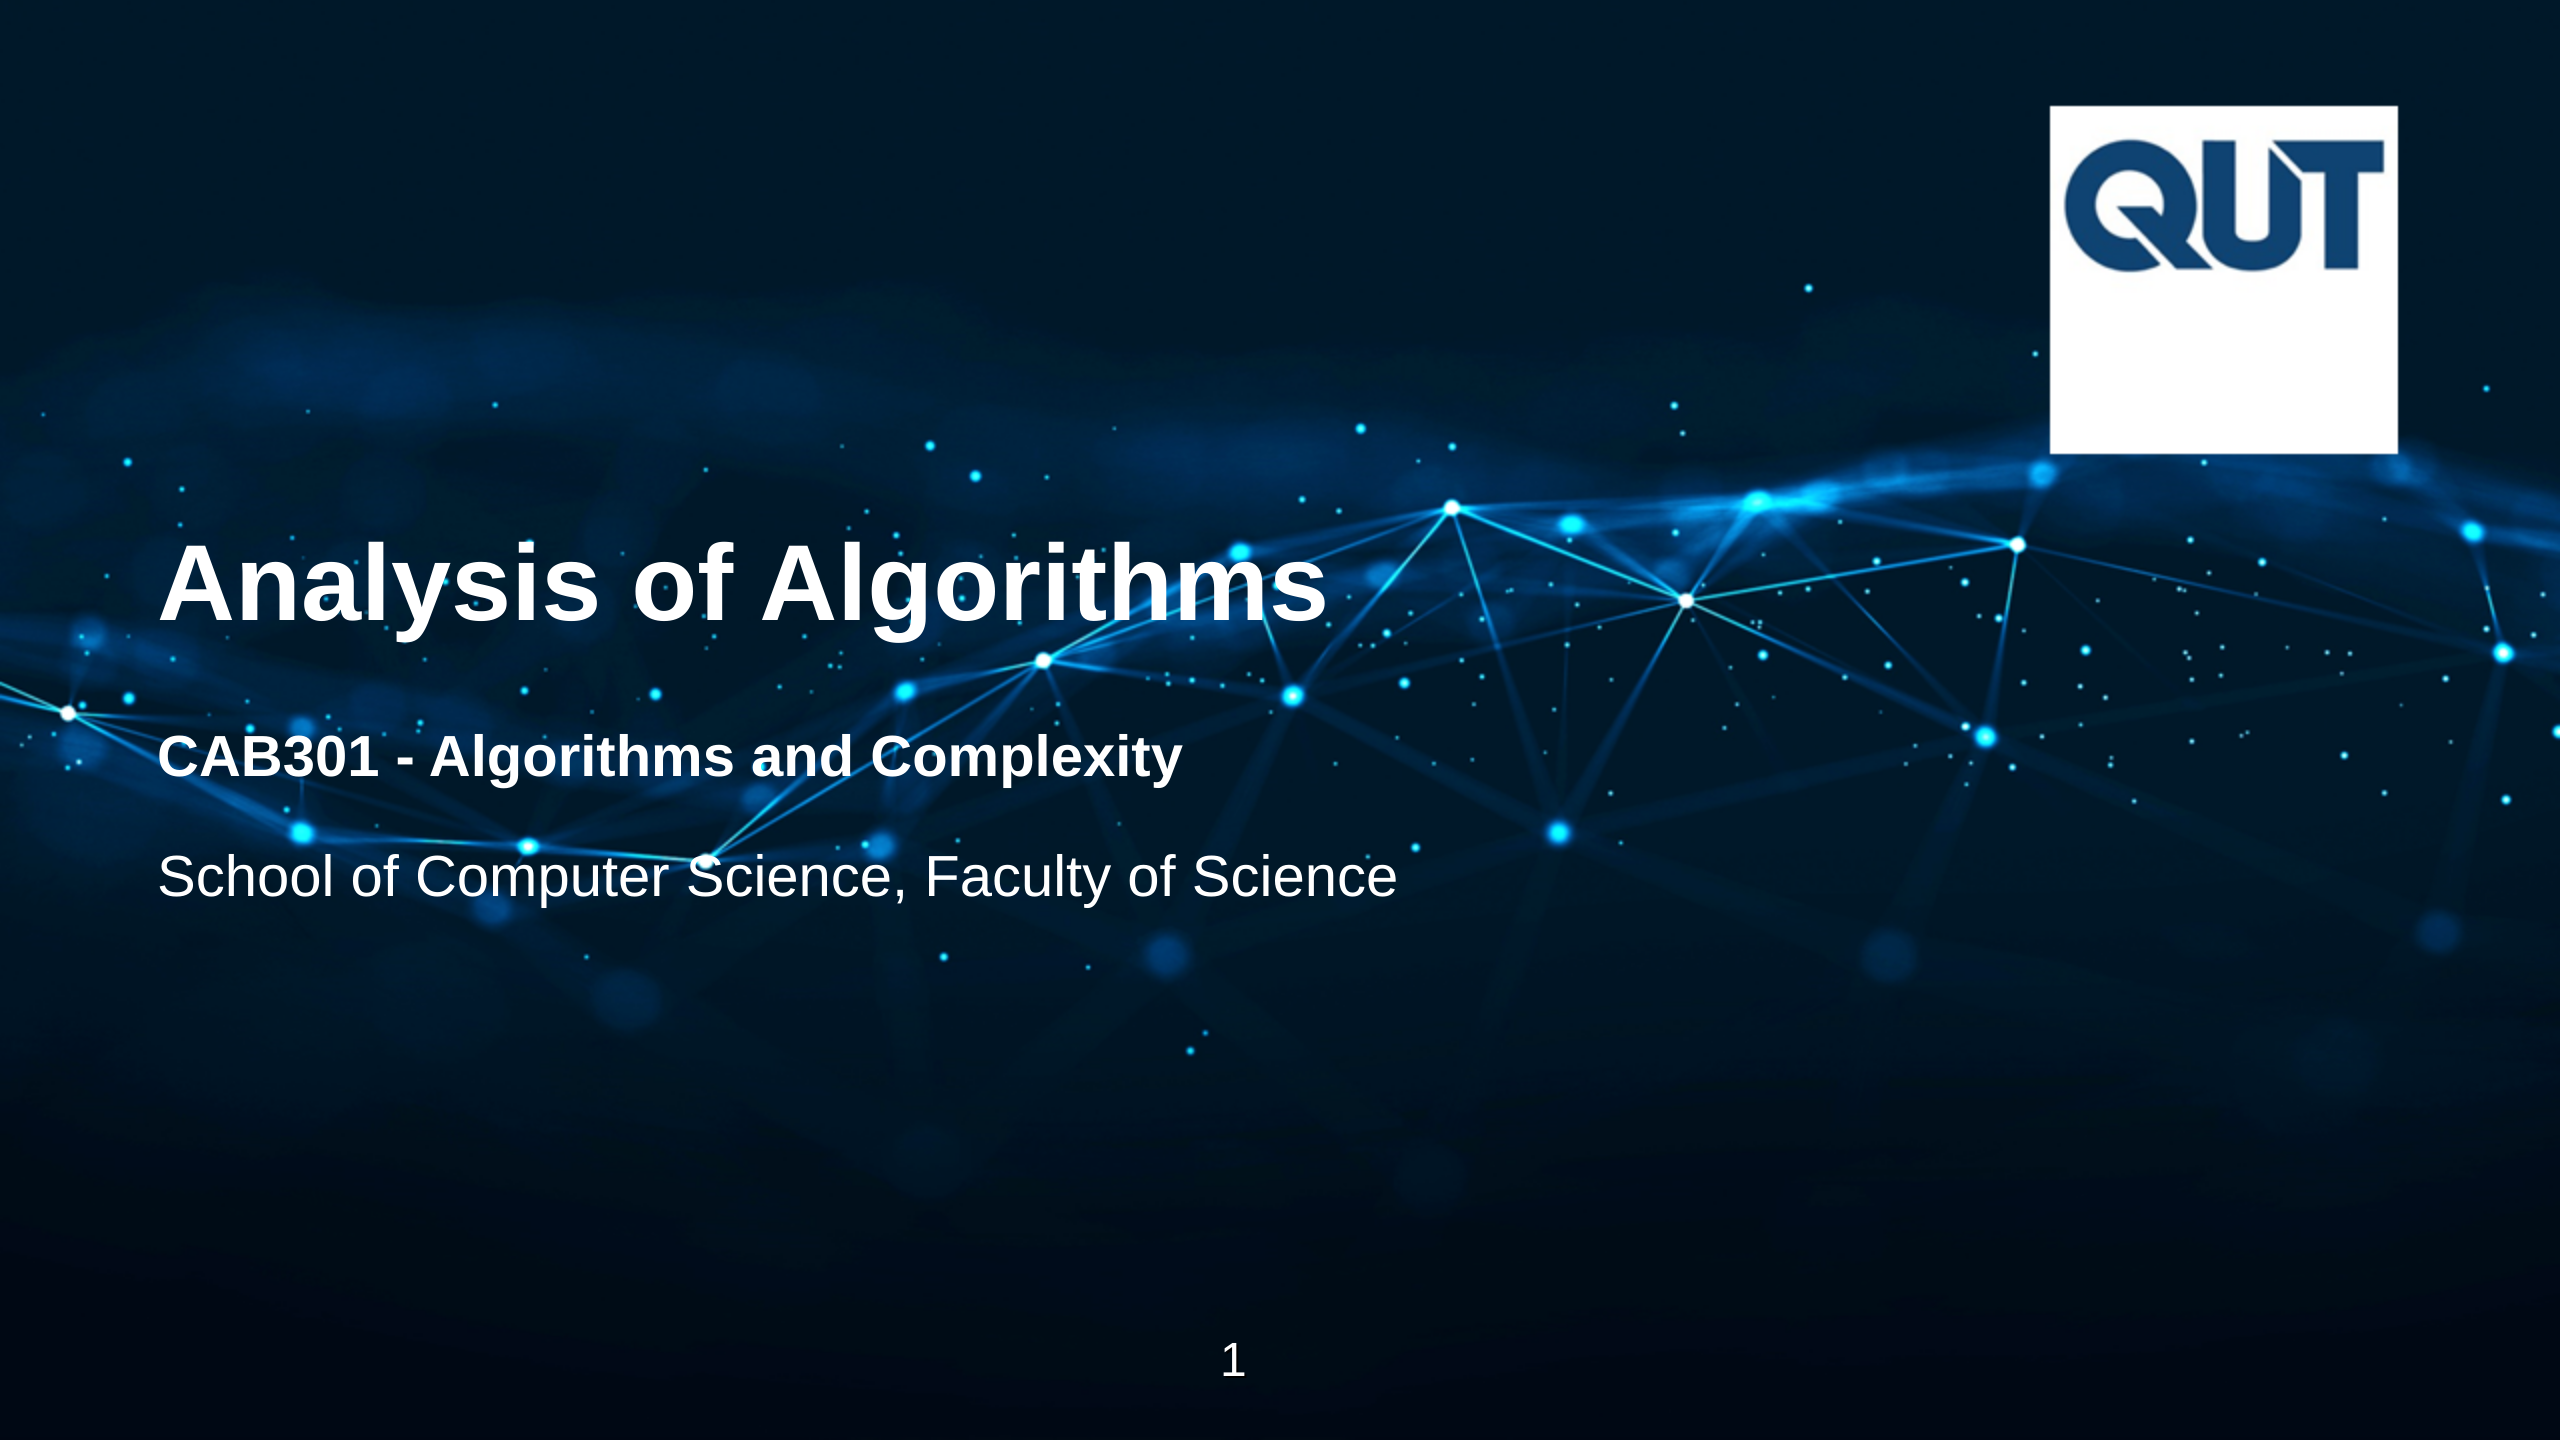 QUT
Analysis of Algorithms
CAB301 - Algorithms and Complexity
School of Computer Science, Faculty of Science
1